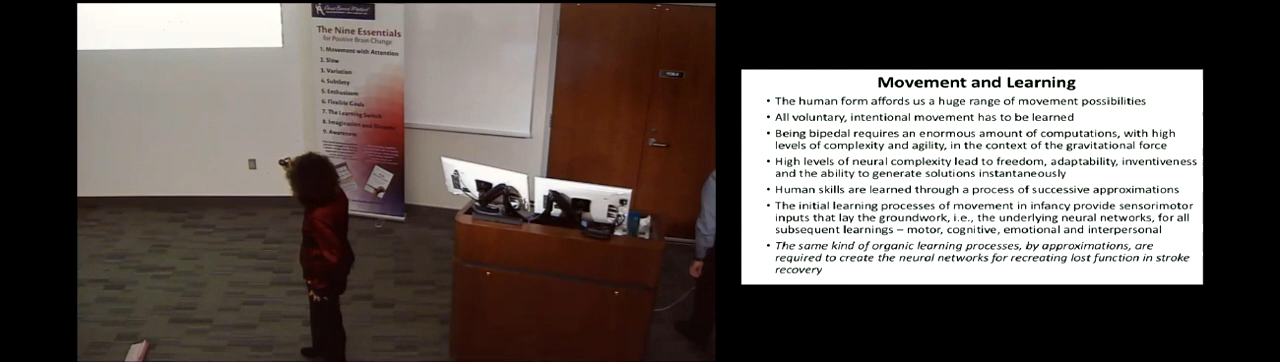 Anat Baniel Method
The Nine Essentials
for Positive Brain Change
1. Movement with Attention
2. Slow
3. Variation
4. Subtlety
5. Enthusiasm
6. Flexible Goals
7. The Learning Switch
8. Imagination and Dreams
9. Awareness
Movement and Learning
• The human form affords us a huge range of movement possibilities
• All voluntary, intentional movement has to be learned
• Being bipedal requires an enormous amount of computations, with high
levels of complexity and agility, in the context of the gravitational force
• High levels of neural complexity lead to freedom, adaptability, inventiveness
and the ability to generate solutions instantaneously
• Human skills are learned through a process of successive approximations
• The initial learning processes of movement in infancy provide sensorimotor
inputs that lay the groundwork, i.e., the underlying neural networks, for all
subsequent learnings – motor, cognitive, emotional and interpersonal
• The same kind of organic learning processes, by approximations, are
required to create the neural networks for recreating lost function in stroke
recovery